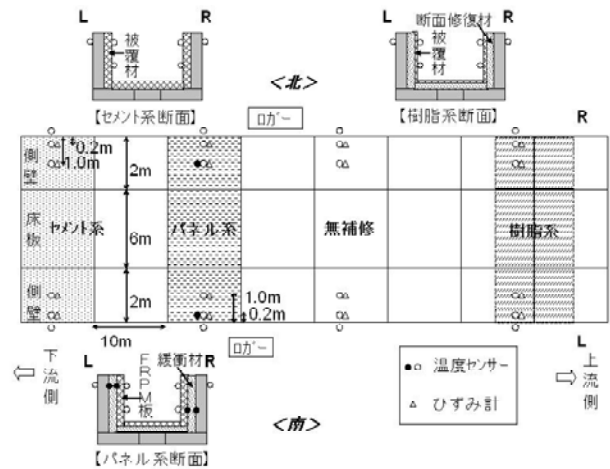 L R
被覆材
【セメント系断面】
<北>
ロガー
L R
断面修復材
被覆材
【樹脂系断面】
R
側壁
0.2m
1.0m
2m
床板
セメント系
パネル系
無補修
樹脂系
6m
側壁
2m
1.0m
0.2m
10m
ロガー
L
下流側
上流側
L R
FRPM板
緩衝材
【パネル系断面】
<南>
●○ 温度センサー
△ ひずみ計